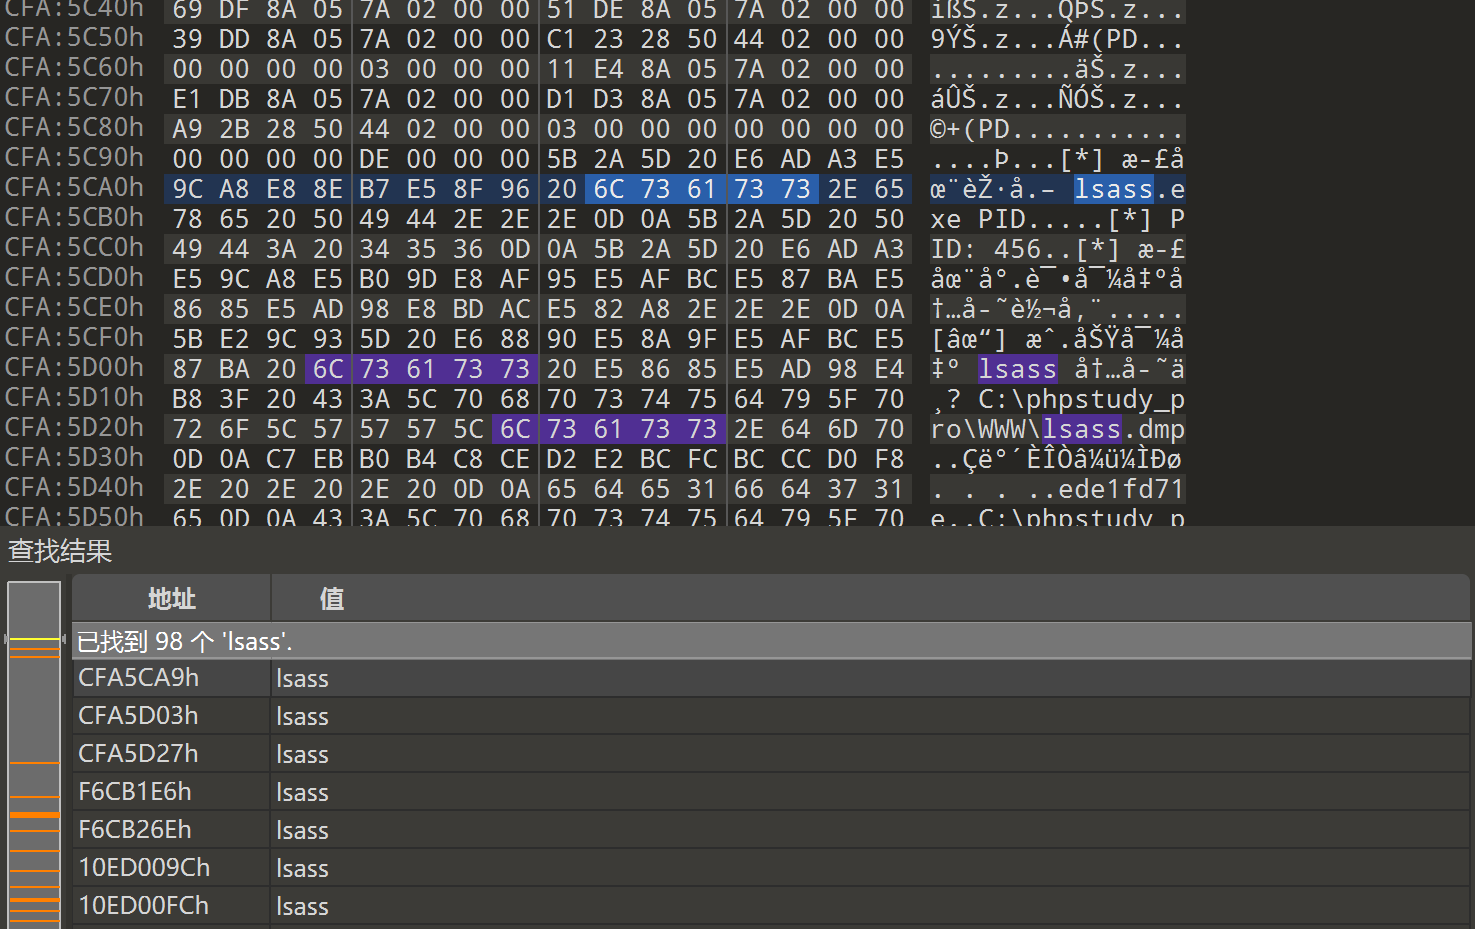 CFA:5C40h 69 DF 8A 05 7A 02 00 00 51 DE 8A 05 7A 02 00 00 ißŠ.z...QÞŠ.z...
CFA:5C50h 39 DD 8A 05 7A 02 00 00 C1 23 28 50 44 02 00 00 9ÝŠ.z...Á#(PD...
CFA:5C60h 00 00 00 00 03 00 00 00 11 E4 8A 05 7A 02 00 00 .........äŠ.z...
CFA:5C70h E1 DB 8A 05 7A 02 00 00 D1 D3 8A 05 7A 02 00 00 áÛŠ.z...ÑÓŠ.z...
CFA:5C80h A9 2B 28 50 44 02 00 00 03 00 00 00 00 00 00 00 ©+(PD...........
CFA:5C90h 00 00 00 00 DE 00 00 00 5B 2A 5D 20 E6 AD A3 E5 ....Þ...[*] æ-£å
CFA:5CA0h 9C A8 E8 8E B7 E5 8F 96 20 6C 73 61 73 73 2E 65 œ¨èŽ·å.– lsass.e
CFA:5CB0h 78 65 20 50 49 44 2E 2E 2E 0D 0A 5B 2A 5D 20 50 xe PID.....[*] P
CFA:5CC0h 49 44 3A 20 34 35 36 0D 0A 5B 2A 5D 20 E6 AD A3 ID: 456..[*] æ-£
CFA:5CD0h E5 9C A8 E5 B0 9D E8 AF 95 E5 AF BC E5 87 BA E5 åœ¨å°.è¯•å¯¼å‡ºå
CFA:5CE0h 86 85 E5 AD 98 E8 BD AC E5 82 A8 2E 2E 2E 0D 0A †…å-˜è½¬å‚¨.....
CFA:5CF0h 5B E2 9C 93 5D 20 E6 88 90 E5 8A 9F E5 AF BC E5 [âœ“] æˆ.åŠŸå¯¼å
CFA:5D00h 87 BA 20 6C 73 61 73 73 20 E5 86 85 E5 AD 98 E4 ‡º lsass å†…å-˜ä
CFA:5D10h B8 3F 20 43 3A 5C 70 68 70 73 74 75 64 79 5F 70 ¸? C:\phpstudy_p
CFA:5D20h 72 6F 5C 57 57 57 5C 6C 73 61 73 73 2E 64 6D 70 ro\WWW\lsass.dmp
CFA:5D30h 0D 0A C7 EB B0 B4 C8 CE D2 E2 BC FC BC CC D0 F8 ..Çë°´ÈÎÒâ¼ü¼ÌÐø
CFA:5D40h 2E 20 2E 20 2E 20 0D 0A 65 64 65 31 66 64 37 31 . . . ..ede1fd71
CFA:5D50h 65 0D 0A 43 3A 5C 70 68 70 73 74 75 64 79 5F 70 e..C:\phpstudy_p
查找结果
地址 值
已找到 98 个 'lsass'.
CFA5CA9h lsass
CFA5D03h lsass
CFA5D27h lsass
F6CB1E6h lsass
F6CB26Eh lsass
10ED009Ch lsass
10ED00FCh lsass